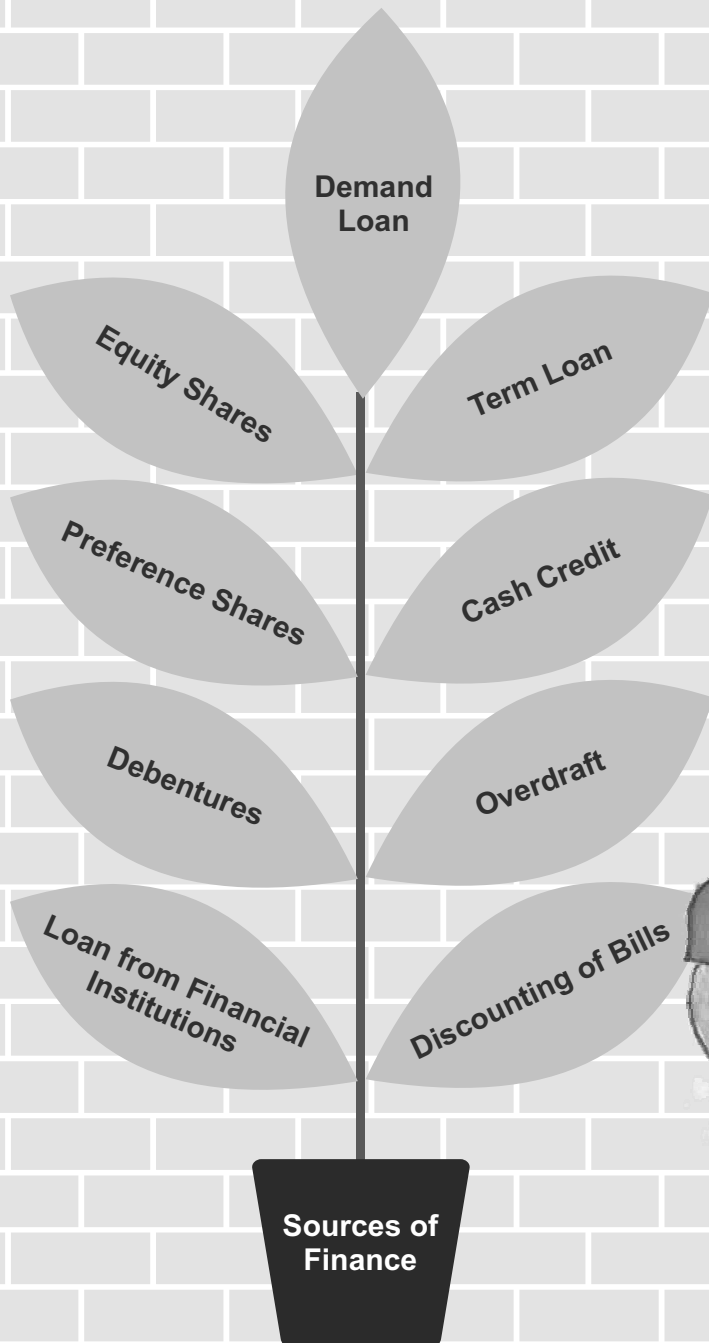 Demand
Loan
Equity Shares
Term Loan
Preference Shares
Cash Credit
Debentures
Overdraft
Loan from Financial
Institutions
Discounting of Bills
Sources of
Finance